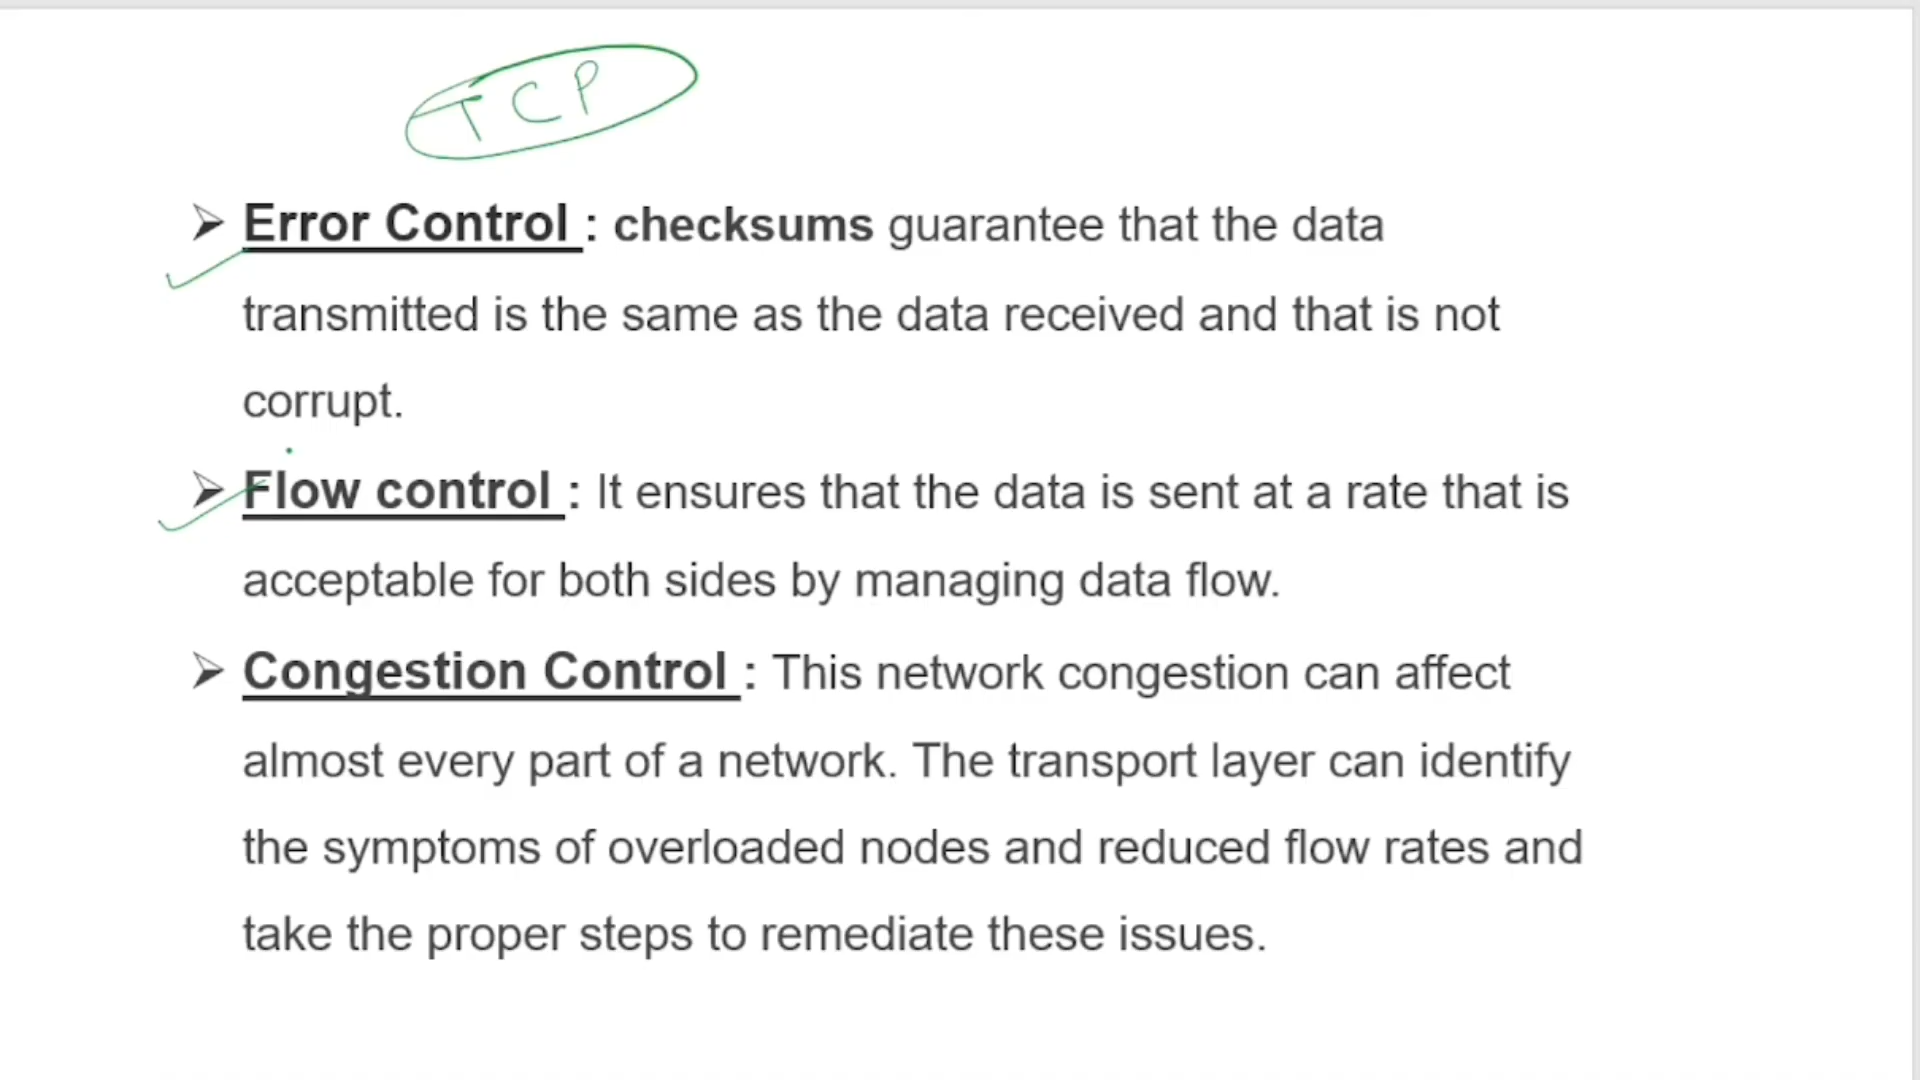 TCP
➢ Error Control : checksums guarantee that the data
transmitted is the same as the data received and that is not
corrupt.
➢ Flow control : It ensures that the data is sent at a rate that is
acceptable for both sides by managing data flow.
➢ Congestion Control : This network congestion can affect
almost every part of a network. The transport layer can identify
the symptoms of overloaded nodes and reduced flow rates and
take the proper steps to remediate these issues.